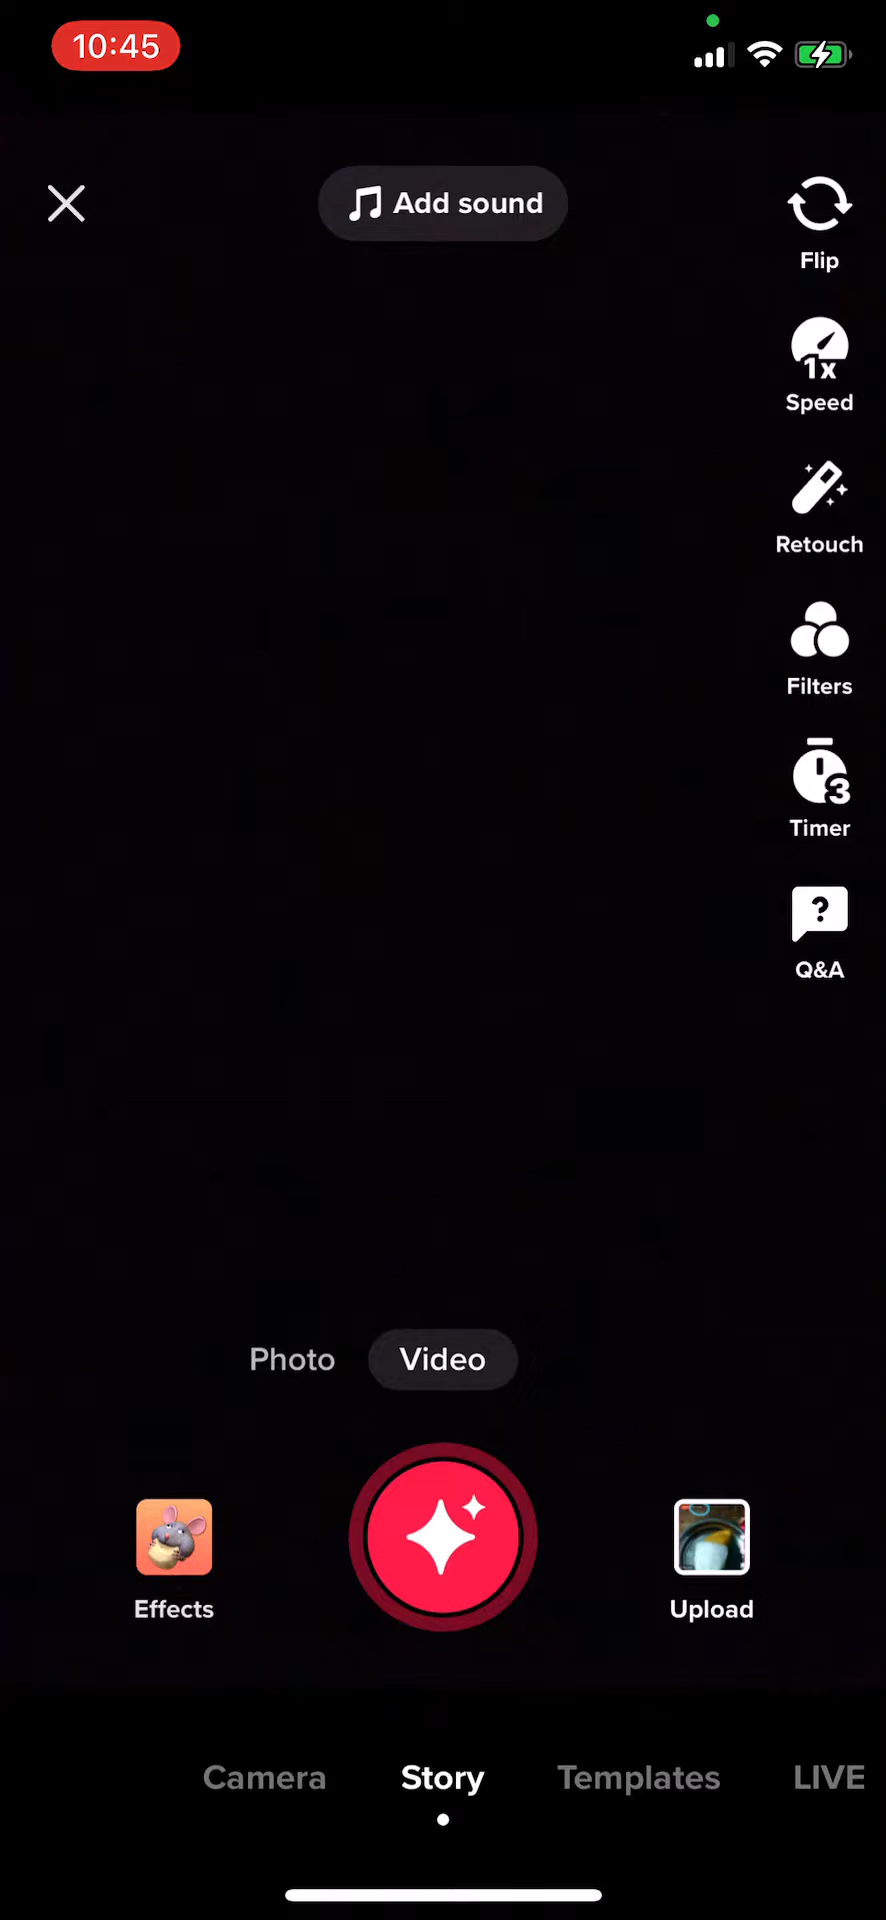 10:45
Add sound
Flip
1x
Speed
Retouch
Filters
3
Timer
?
Q&A
Photo
Video
Effects
Upload
Camera
Story
Templates
LIVE